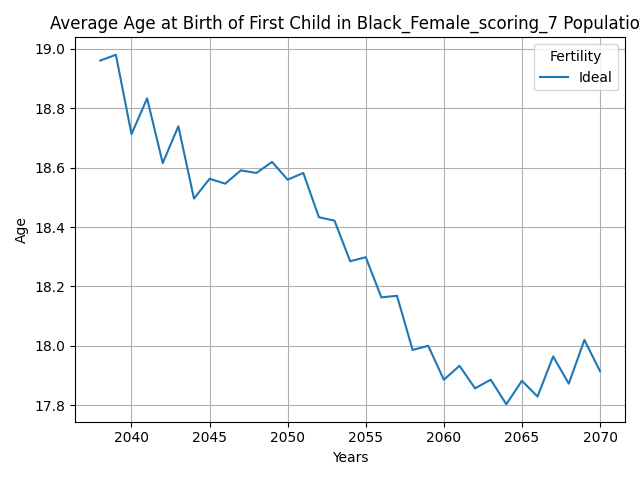 Average Age at Birth of First Child in Black_Female_scoring_7 Populatio
19.0
18.8
18.6
18.4
18.2
18.0
17.8
Age
Fertility
Ideal
2040 2045 2050 2055 2060 2065 2070
Years